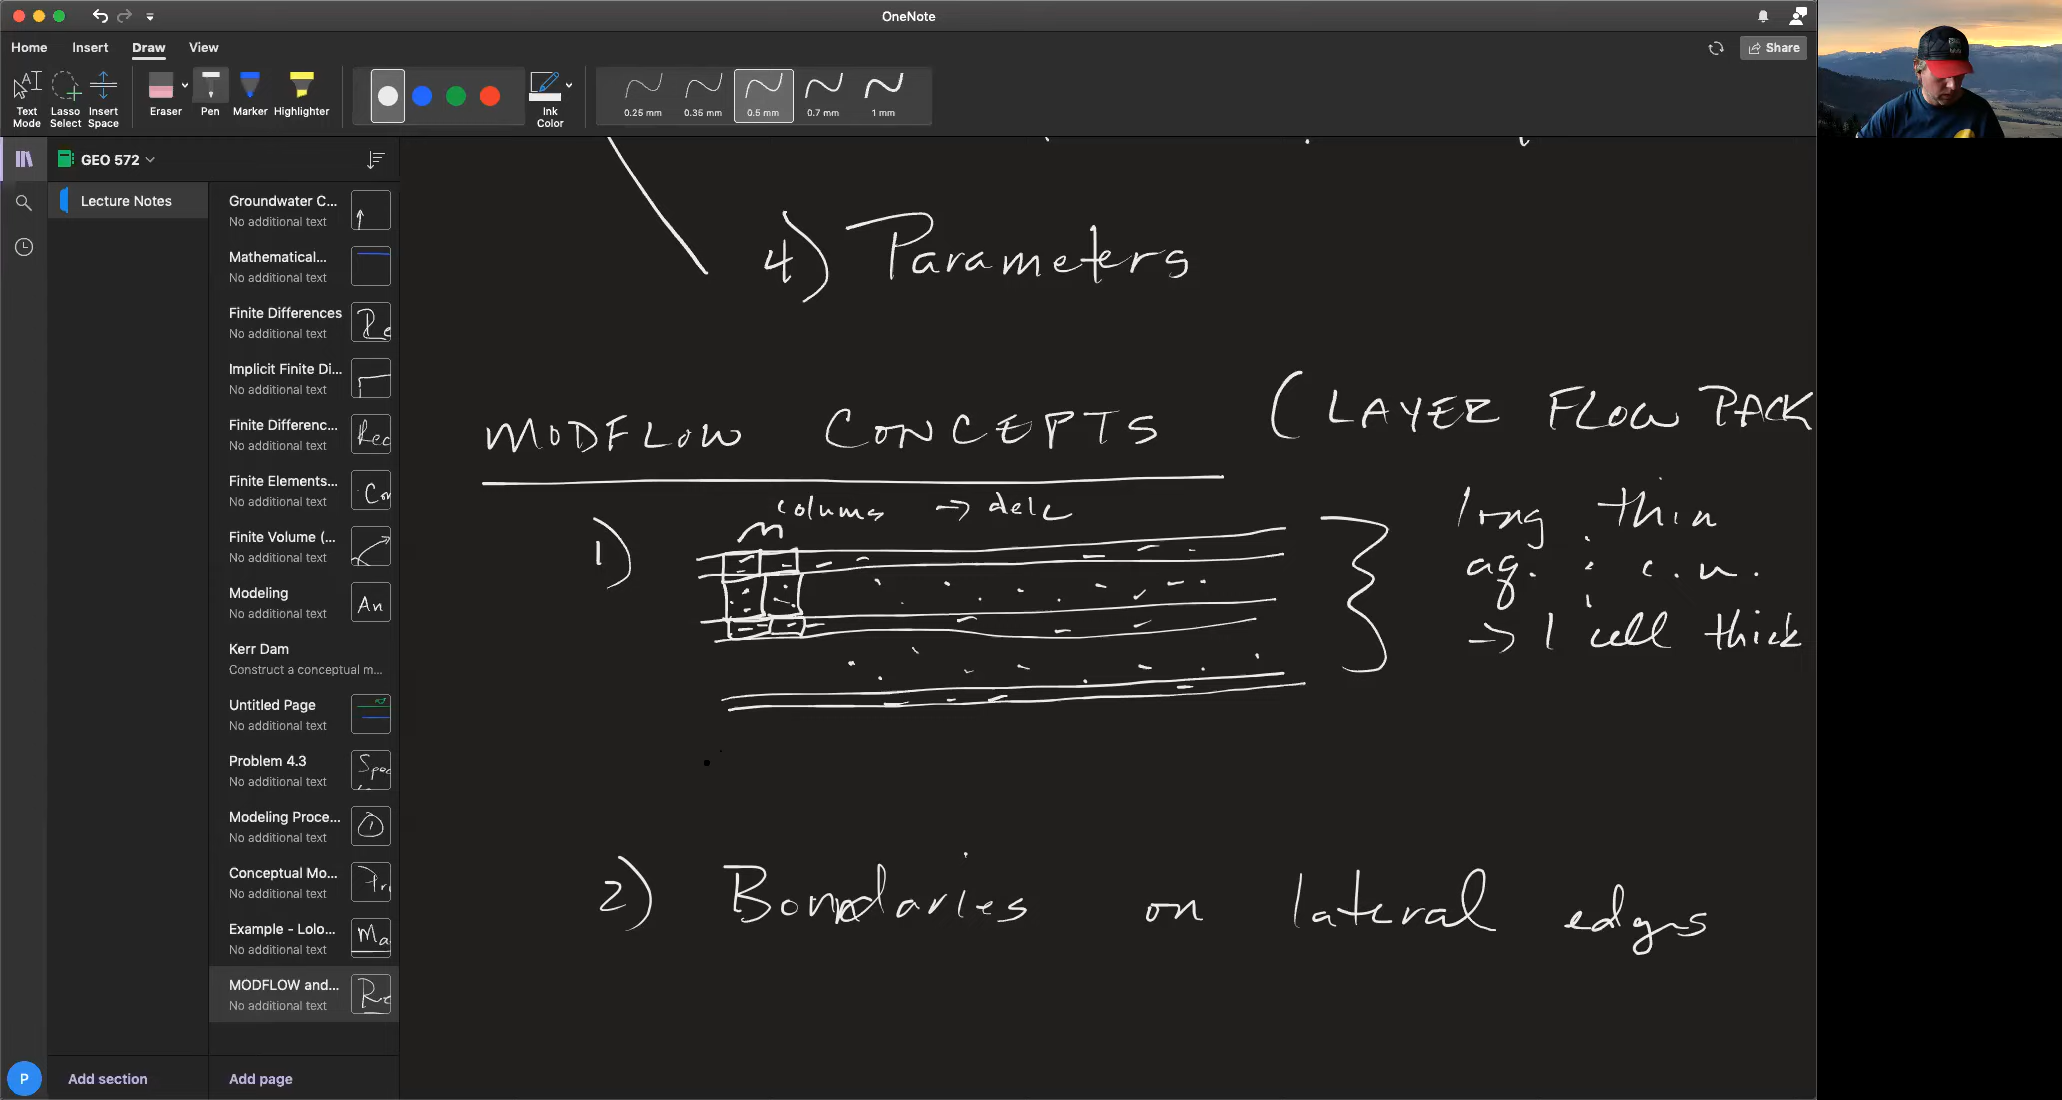 OneNote
Home Insert Draw View
Share
Text Mode
Lasso Select
Insert Space
Eraser
Pen
Marker
Highlighter
Ink Color
0.25 mm
0.35 mm
0.5 mm
0.7 mm
1 mm
GEO 572
Lecture Notes
Groundwater C...
No additional text
Mathematical...
No additional text
Finite Differences
No additional text
Implicit Finite Di...
No additional text
Finite Differenc...
No additional text
Finite Elements...
No additional text
Finite Volume (...
No additional text
Modeling
No additional text
An
Kerr Dam
Construct a conceptual m...
Untitled Page
No additional text
Problem 4.3
No additional text
Modeling Proce...
No additional text
Conceptual Mo...
No additional text
Example - Lolo...
No additional text
Ma
MODFLOW and...
No additional text
P
Add section
Add page
4) Parameters
MODFLOW CONCEPTS (LAYER FLOW PACK
colums → delc
1)
long thin
aq. c.u.
→ 1 cell thick
2) Bondaries on lateral edges